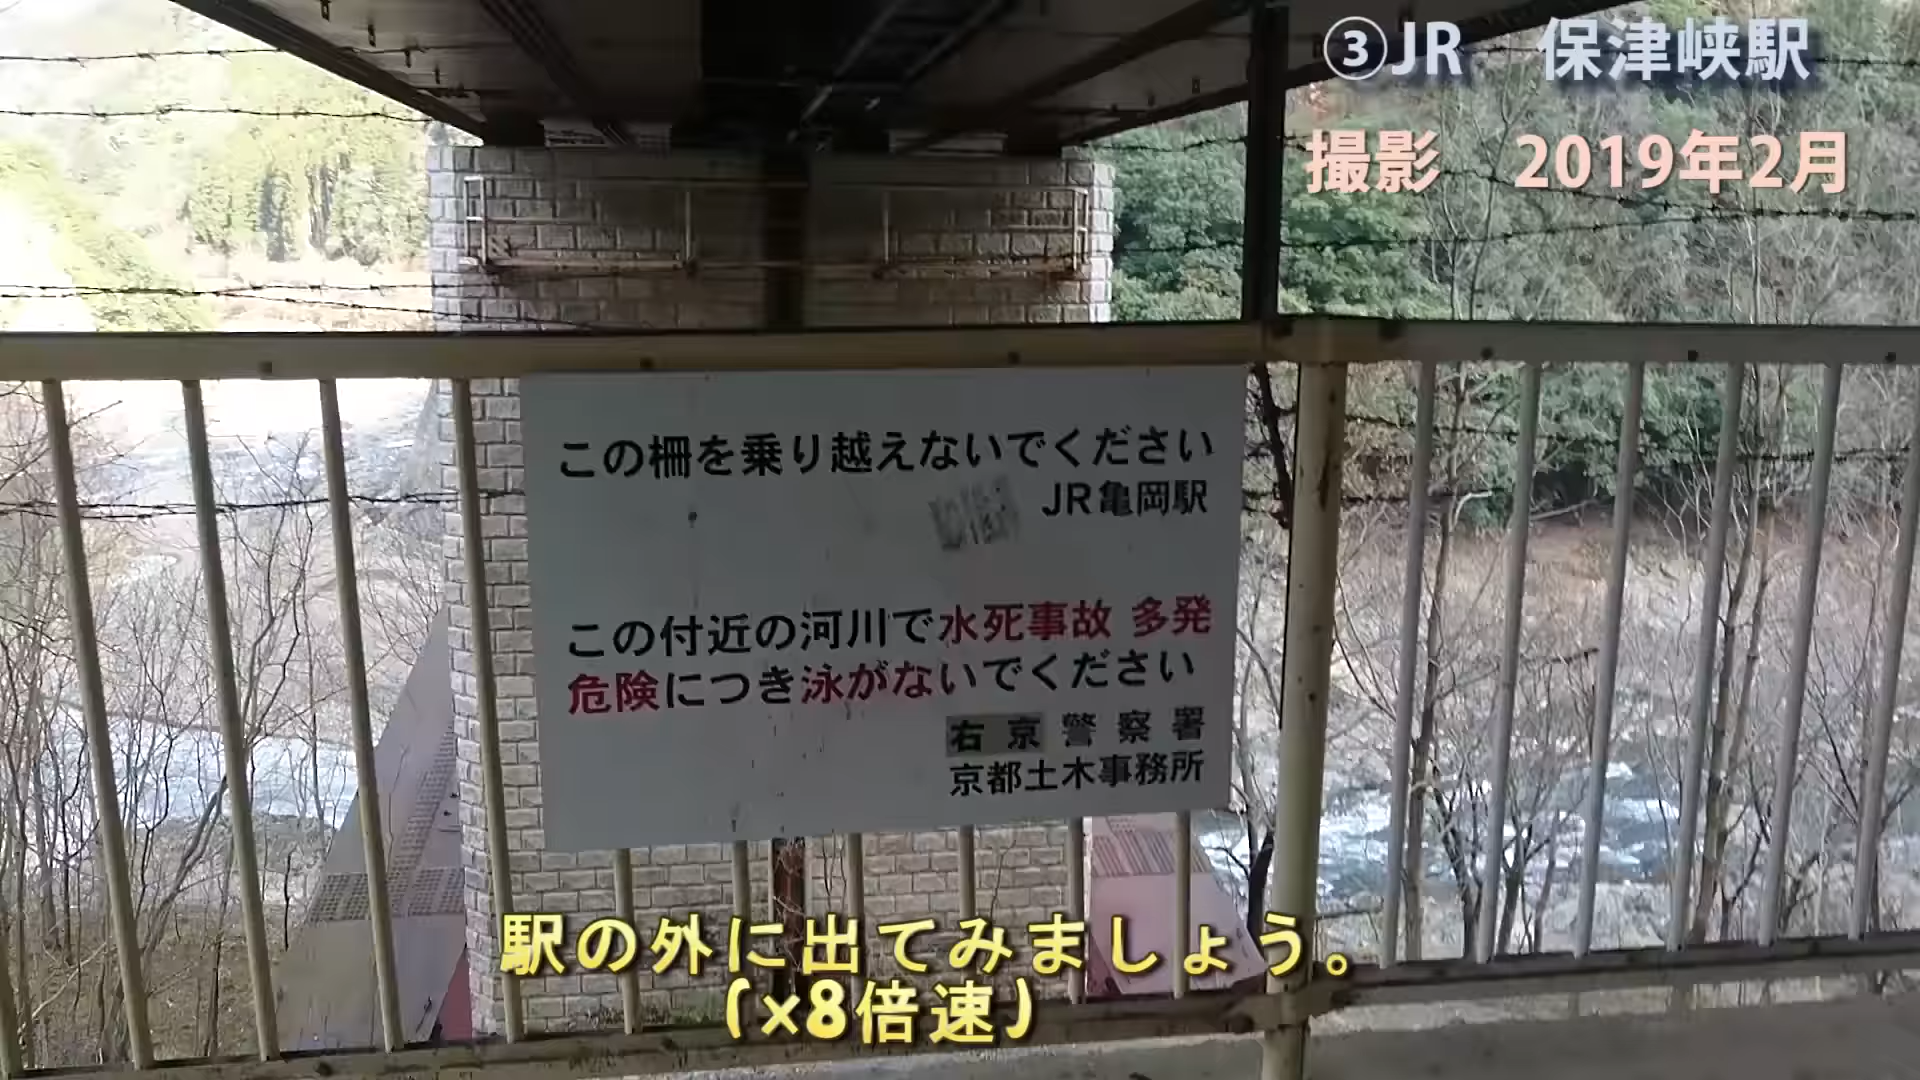 ③JR 保津峡駅
撮影 2019年2月
この柵を乗り越えないでください
JR亀岡駅
この付近の河川で水死事故 多発
危険につき泳がないでください
右京警察署
京都土木事務所
駅の外に出てみましょう。
(×8倍速)